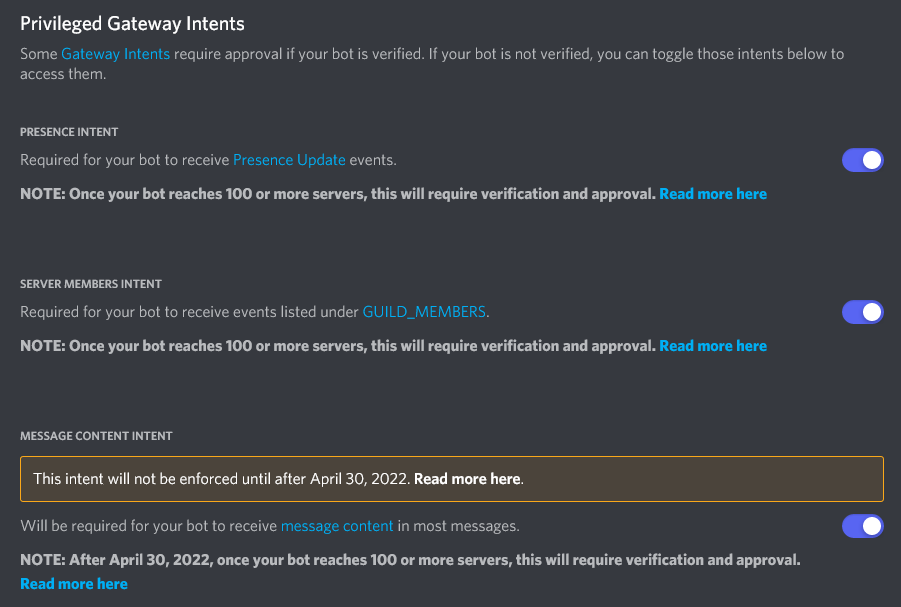 Privileged Gateway Intents
Some Gateway Intents require approval if your bot is verified. If your bot is not verified, you can toggle those intents below to
access them.
PRESENCE INTENT
Required for your bot to receive Presence Update events.
NOTE: Once your bot reaches 100 or more servers, this will require verification and approval. Read more here
SERVER MEMBERS INTENT
Required for your bot to receive events listed under GUILD_MEMBERS.
NOTE: Once your bot reaches 100 or more servers, this will require verification and approval. Read more here
MESSAGE CONTENT INTENT
This intent will not be enforced until after April 30, 2022. Read more here.
Will be required for your bot to receive message content in most messages.
NOTE: After April 30, 2022, once your bot reaches 100 or more servers, this will require verification and approval.
Read more here